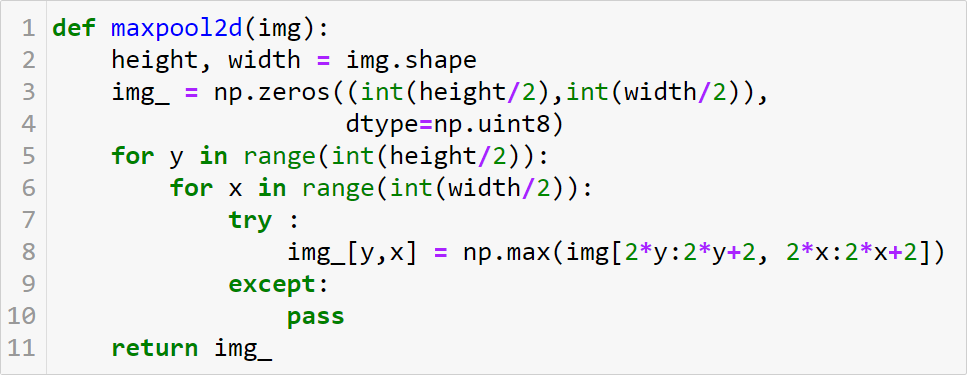 1 def maxpool2d(img):
2     height, width = img.shape
3     img_ = np.zeros((int(height/2),int(width/2)),
4                     dtype=np.uint8)
5     for y in range(int(height/2)):
6         for x in range(int(width/2)):
7             try :
8                 img_[y,x] = np.max(img[2*y:2*y+2, 2*x:2*x+2])
9             except:
10                 pass
11     return img_